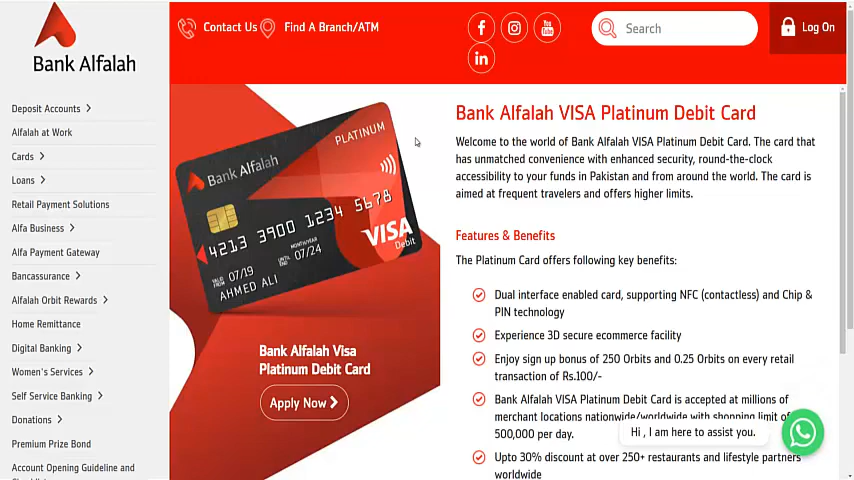 Bank Alfalah
Contact Us
Find A Branch/ATM
Search
Log On
Deposit Accounts
Alfalah at Work
Cards
Loans
Retail Payment Solutions
Alfa Business
Alfa Payment Gateway
Bancassurance
Alfalah Orbit Rewards
Home Remittance
Digital Banking
Women's Services
Self Service Banking
Donations
Premium Prize Bond
Account Opening Guideline and
Bank Alfalah
PLATINUM
4213 3900 1234 5678
VALID FROM 07/19
MONTH/YEAR
UNTIL END 07/24
AHMED ALI
VISA
Debit
Bank Alfalah Visa
Platinum Debit Card
Apply Now
Bank Alfalah VISA Platinum Debit Card
Welcome to the world of Bank Alfalah VISA Platinum Debit Card. The card that
has unmatched convenience with enhanced security, round-the-clock
accessibility to your funds in Pakistan and from around the world. The card is
aimed at frequent travelers and offers higher limits.
Features & Benefits
The Platinum Card offers following key benefits:
Dual interface enabled card, supporting NFC (contactless) and Chip &
PIN technology
Experience 3D secure ecommerce facility
Enjoy sign up bonus of 250 Orbits and 0.25 Orbits on every retail
transaction of Rs.100/-
Bank Alfalah VISA Platinum Debit Card is accepted at millions of
merchant locations nationwide/worldwide with shopping limit of
500,000 per day.
Hi , I am here to assist you.
Upto 30% discount at over 250+ restaurants and lifestyle partners
worldwide